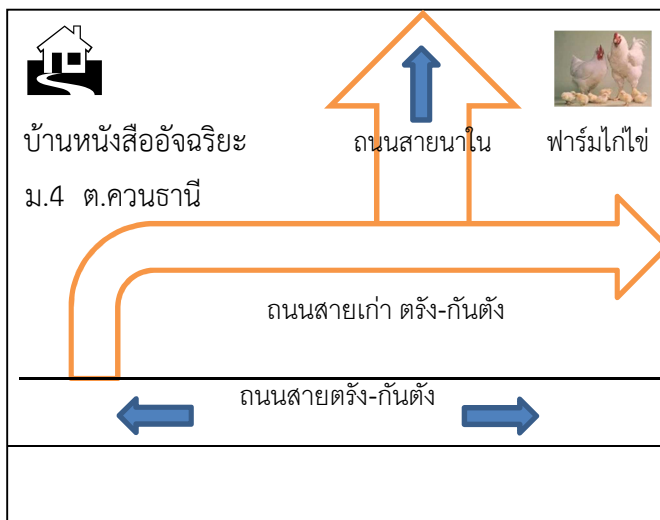 บ้านหนังสืออัจฉริยะ
ม.4 ต.ควนธานี
ถนนสายนาใน
ฟาร์มไก่ไข่
ถนนสายเก่า ตรัง-กันตัง
ถนนสายตรัง-กันตัง